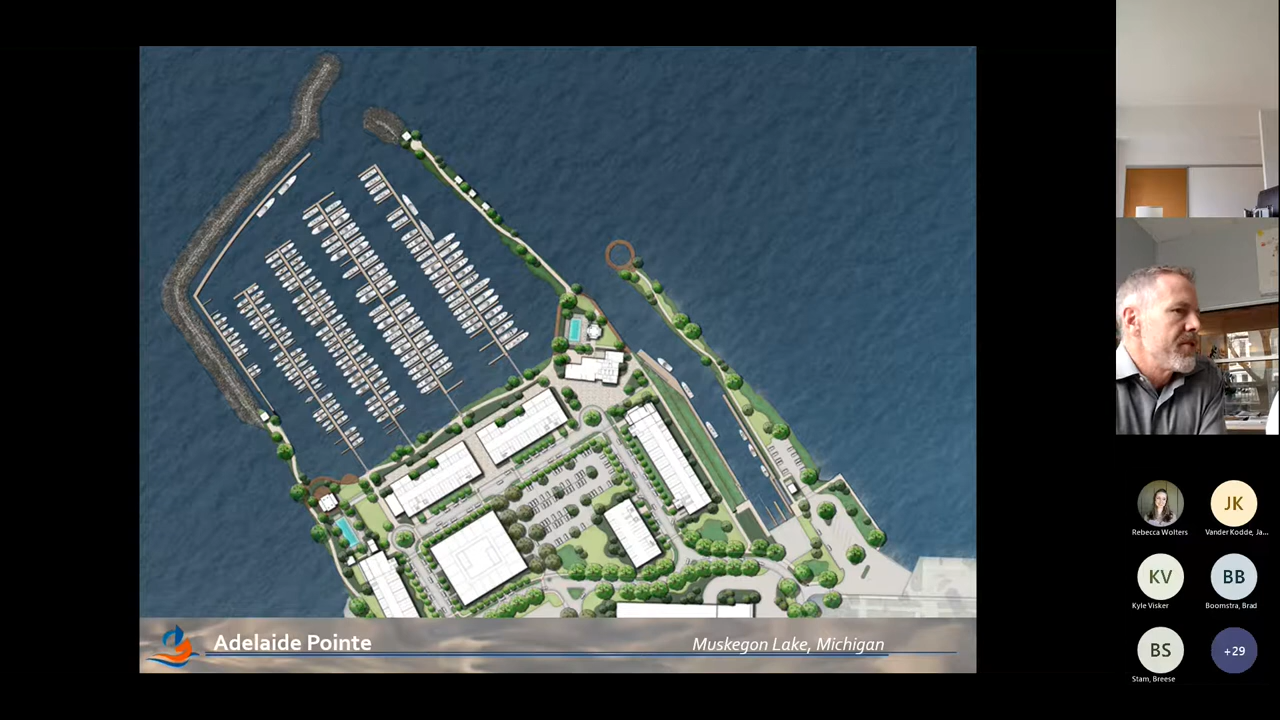 Adelaide Pointe
Muskegon Lake, Michigan
JK
Rebecca Wolters
Vander Kodde, Ja...
KV
BB
Kyle Visker
Boomstra, Brad
BS
+29
Stam, Breese